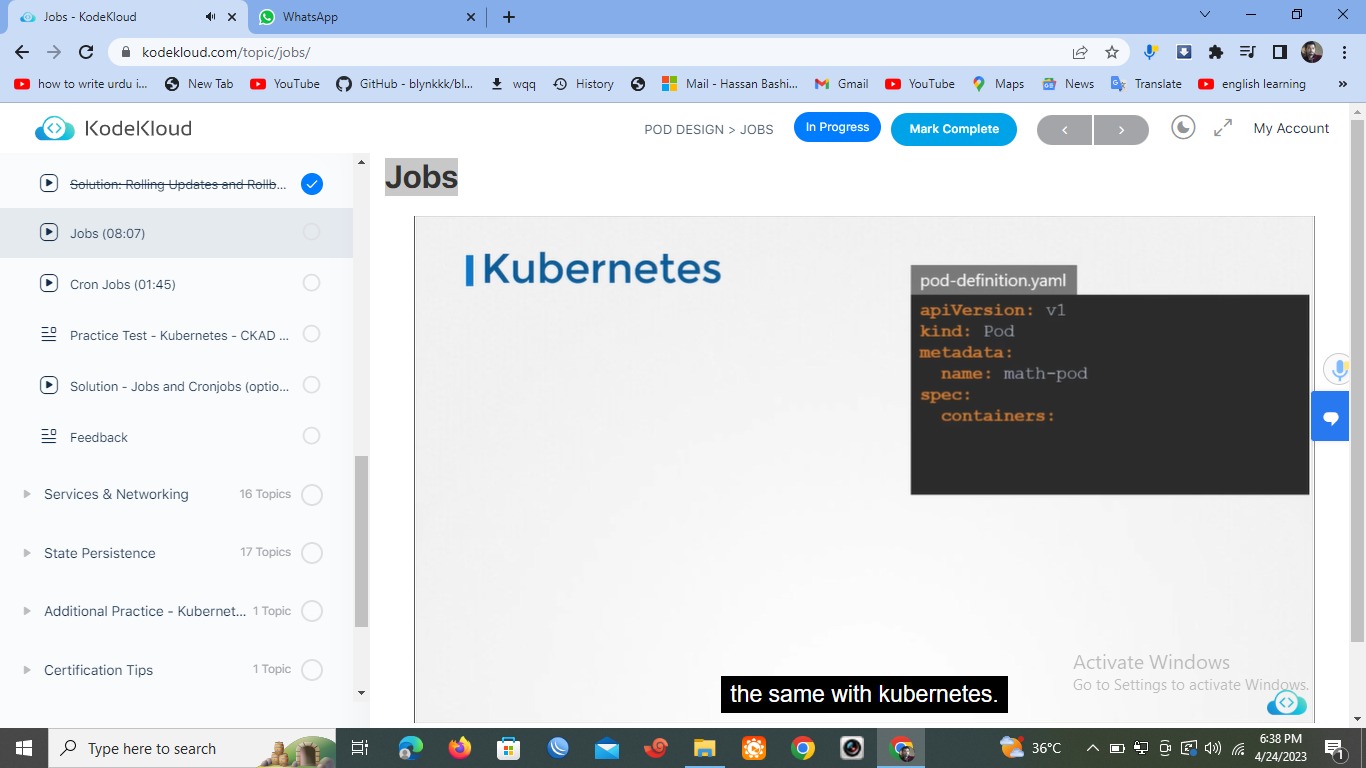 Jobs - KodeKloud
WhatsApp
kodekloud.com/topic/jobs/
how to write urdu i...
New Tab
YouTube
GitHub - blynkkk/bl...
wqq
History
Mail - Hassan Bashi...
Gmail
YouTube
Maps
News
Translate
english learning
»
KodeKloud
POD DESIGN > JOBS
In Progress
Mark Complete
My Account
Solution: Rolling Updates and Rollb...
Jobs (08:07)
Cron Jobs (01:45)
Practice Test - Kubernetes - CKAD ...
Solution - Jobs and Cronjobs (optio...
Feedback
Services & Networking 16 Topics
State Persistence 17 Topics
Additional Practice - Kubernet... 1 Topic
Certification Tips 1 Topic
Jobs
Kubernetes
pod-definition.yaml
apiVersion: v1
kind: Pod
metadata:
name: math-pod
spec:
containers:
the same with kubernetes.
Activate Windows
Go to Settings to activate Windows.
Type here to search
36°C
6:38 PM
4/24/2023
1